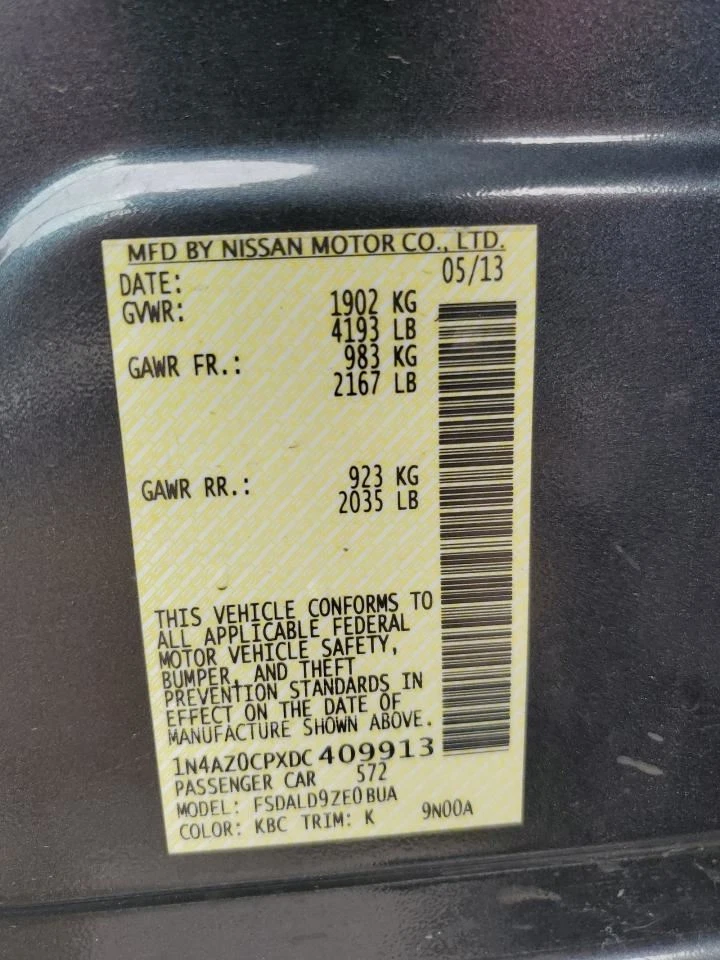 MFD BY NISSAN MOTOR CO., LTD.
DATE: 05/13
GVWR: 1902 KG
4193 LB
GAWR FR.: 983 KG
2167 LB
GAWR RR.: 923 KG
2035 LB
THIS VEHICLE CONFORMS TO
ALL APPLICABLE FEDERAL
MOTOR VEHICLE SAFETY,
BUMPER, AND THEFT
PREVENTION STANDARDS IN
EFFECT ON THE DATE OF
MANUFACTURE SHOWN ABOVE.
1N4AZ0CPXDC409913
PASSENGER CAR 572
MODEL: FSDALD9ZE0BUA
COLOR: KBC TRIM: K 9N00A